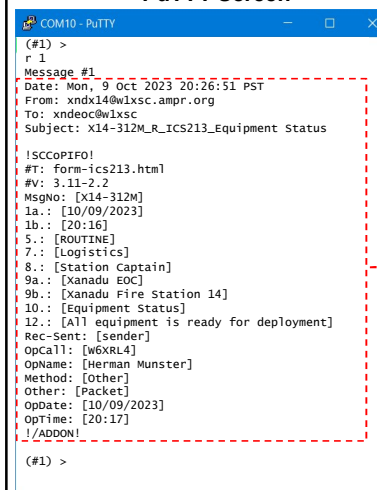 COM10 - PuTTY
(#1) >
r 1
Message #1
Date: Mon, 9 Oct 2023 20:26:51 PST
From: xndx14@w1xsc.ampr.org
To: xndeoc@w1xsc
Subject: X14-312M_R_ICS213_Equipment Status

!SCCoPIFO!
#T: form-ics213.html
#V: 3.11-2.2
MsgNo: [X14-312M]
1a.: [10/09/2023]
1b.: [20:16]
5.: [ROUTINE]
7.: [Logistics]
8.: [Station Captain]
9a.: [Xanadu EOC]
9b.: [Xanadu Fire Station 14]
10.: [Equipment Status]
12.: [All equipment is ready for deployment]
Rec-Sent: [sender]
OpCall: [W6XRL4]
OpName: [Herman Munster]
Method: [Other]
Other: [Packet]
OpDate: [10/09/2023]
OpTime: [20:17]
!/ADDON!

(#1) >